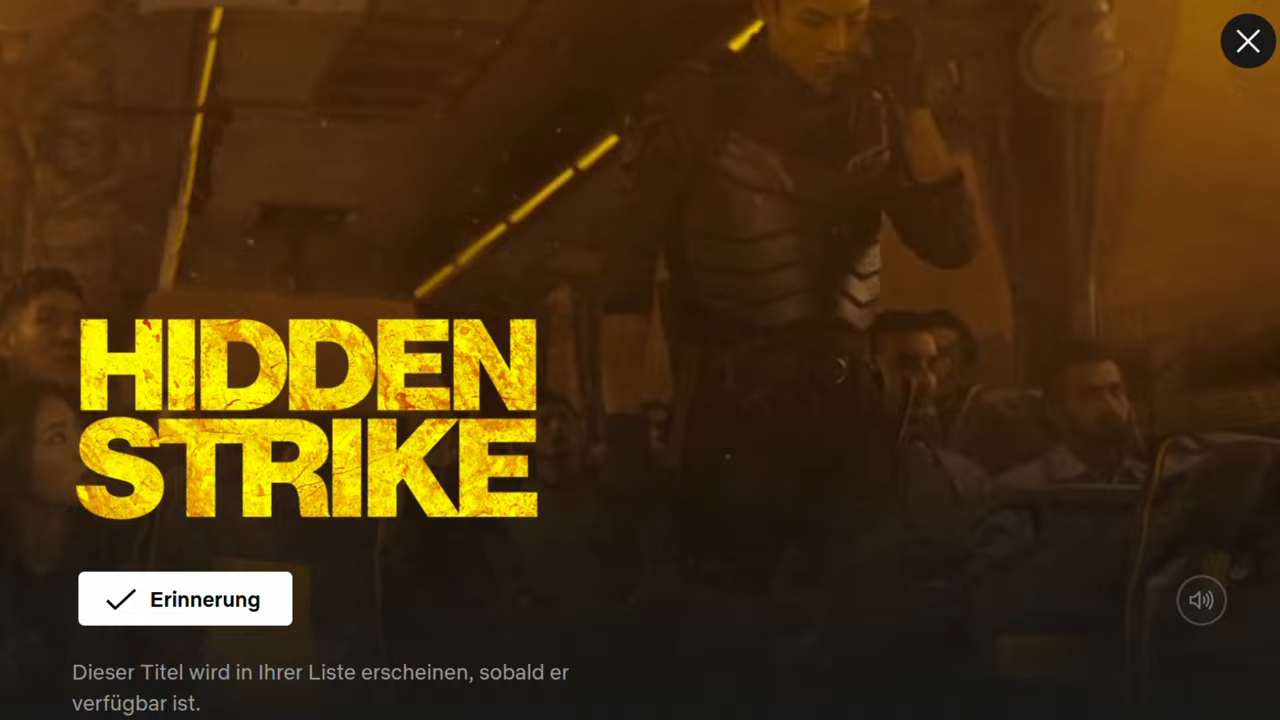 HIDDEN
STRIKE
Erinnerung
Dieser Titel wird in Ihrer Liste erscheinen, sobald er
verfügbar ist.